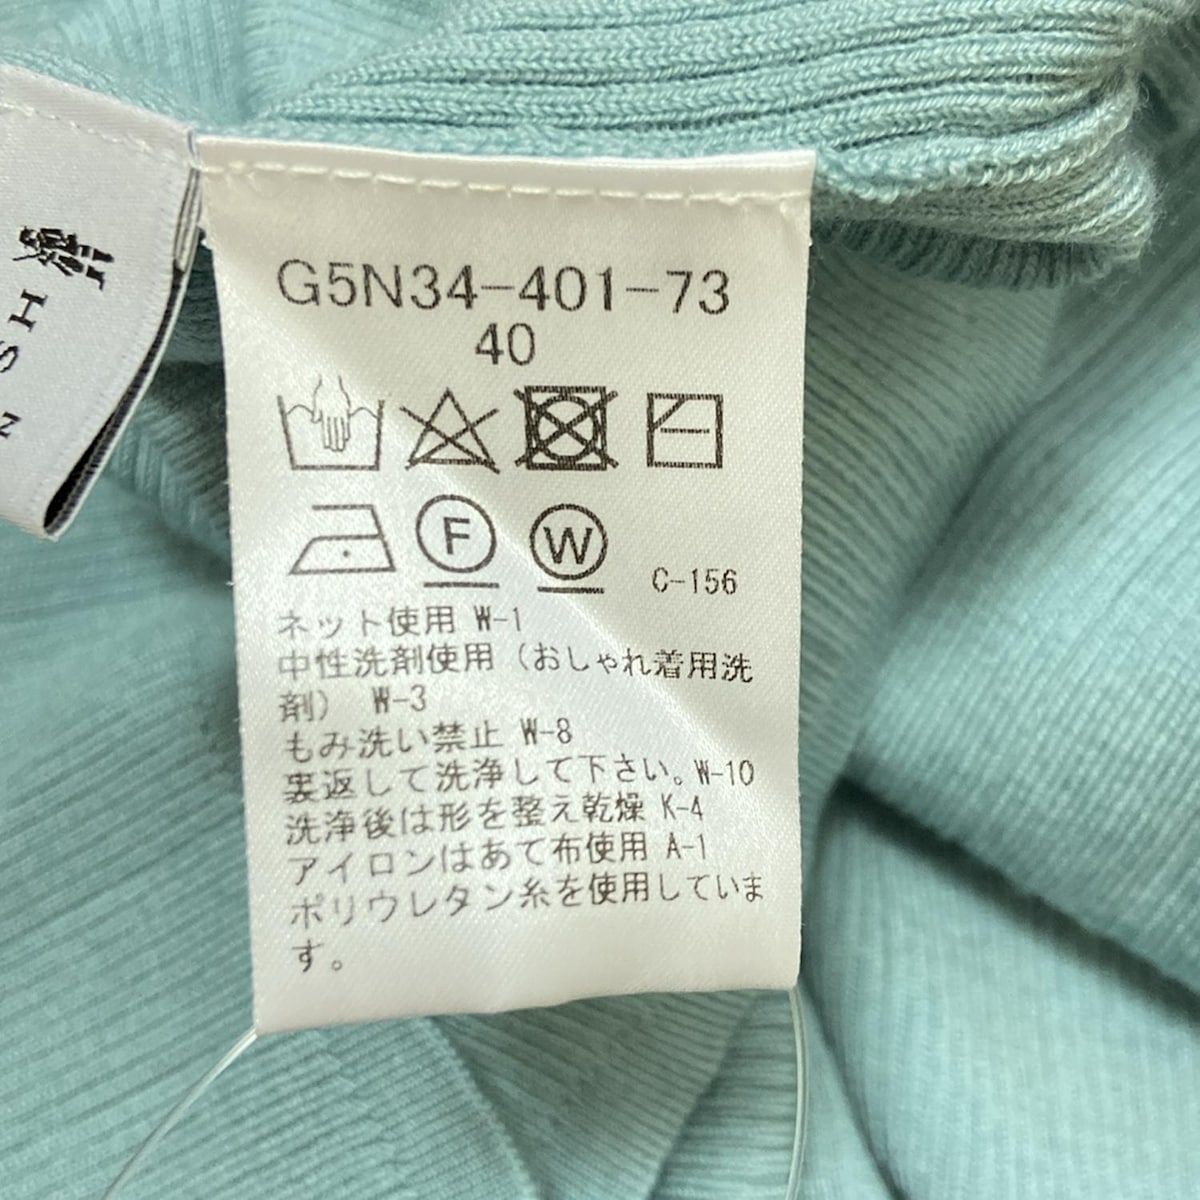 G5N34-401-73
40
F
W
C-156
ネット使用 W-1
中性洗剤使用（おしゃれ着用洗
剤） W-3
もみ洗い禁止 W-8
裏返して洗浄して下さい。W-10
洗浄後は形を整え乾燥 K-4
アイロンはあて布使用 A-1
ポリウレタン糸を使用していま
す。
SH
N